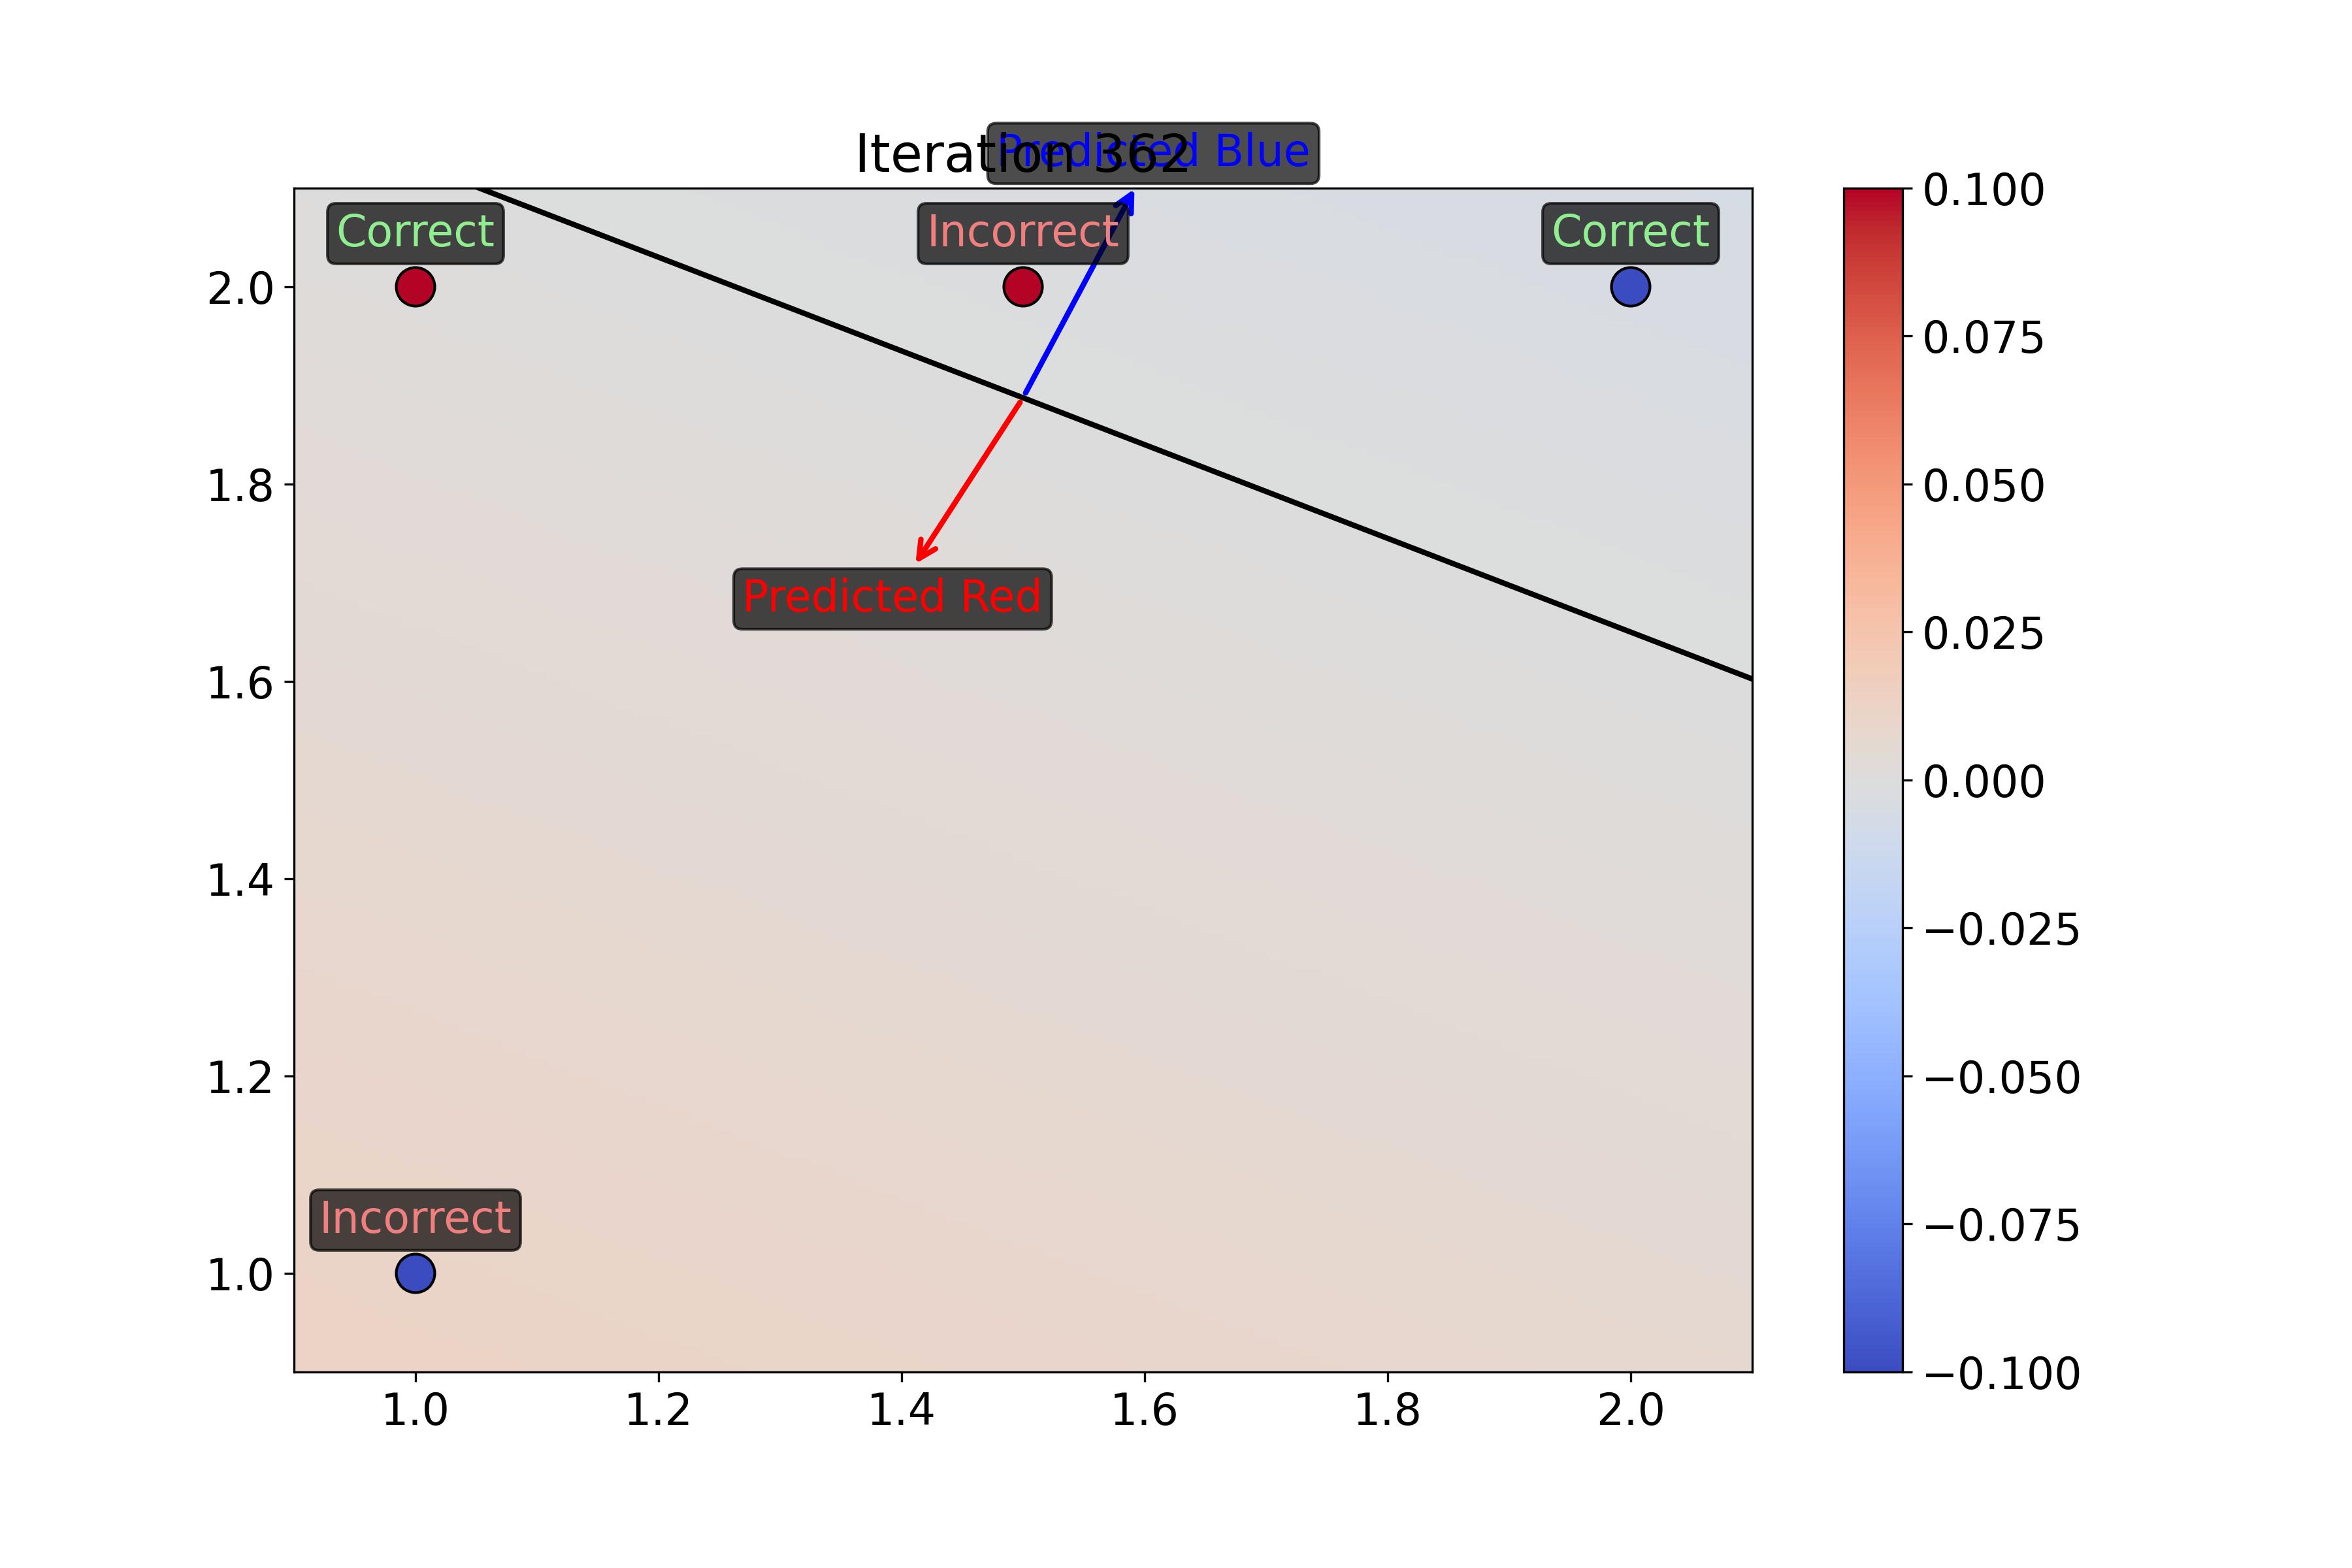 Iteration 362
Predicted Blue
Correct
Incorrect
Correct
Predicted Red
Incorrect
2.0
1.8
1.6
1.4
1.2
1.0
1.0 1.2 1.4 1.6 1.8 2.0
0.100
0.075
0.050
0.025
0.000
−0.025
−0.050
−0.075
−0.100